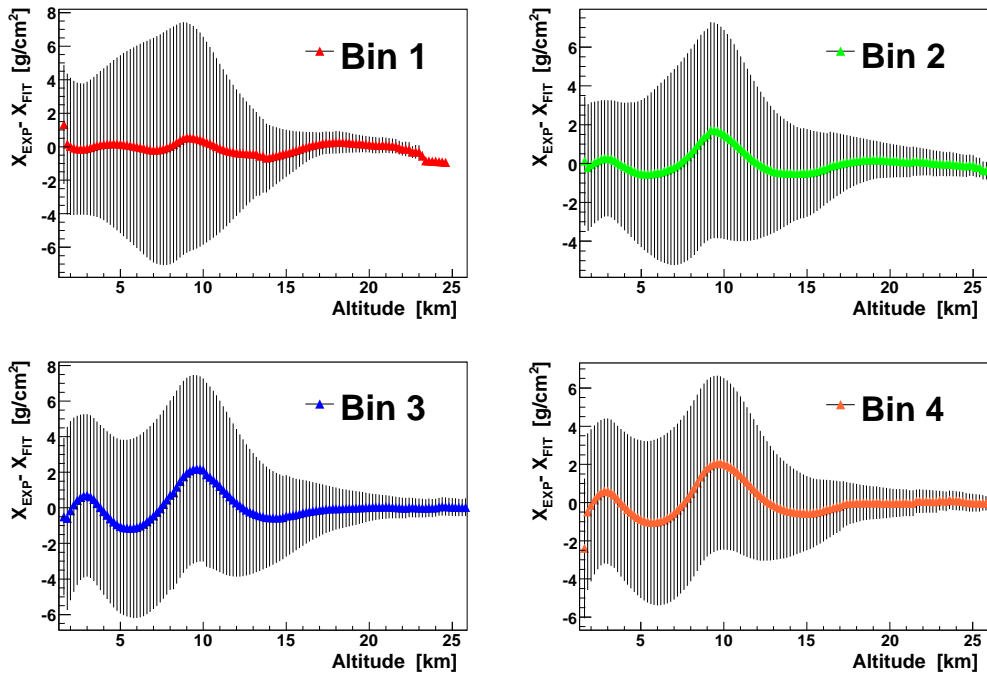 X_EXP - X_FIT [g/cm²]
8
6
4
2
0
-2
-4
-6
Bin 1
5 10 15 20 25
Altitude [km]
X_EXP - X_FIT [g/cm²]
6
4
2
0
-2
-4
Bin 2
5 10 15 20 25
Altitude [km]
X_EXP - X_FIT [g/cm²]
8
6
4
2
0
-2
-4
-6
Bin 3
5 10 15 20 25
Altitude [km]
X_EXP - X_FIT [g/cm²]
6
4
2
0
-2
-4
-6
Bin 4
5 10 15 20 25
Altitude [km]